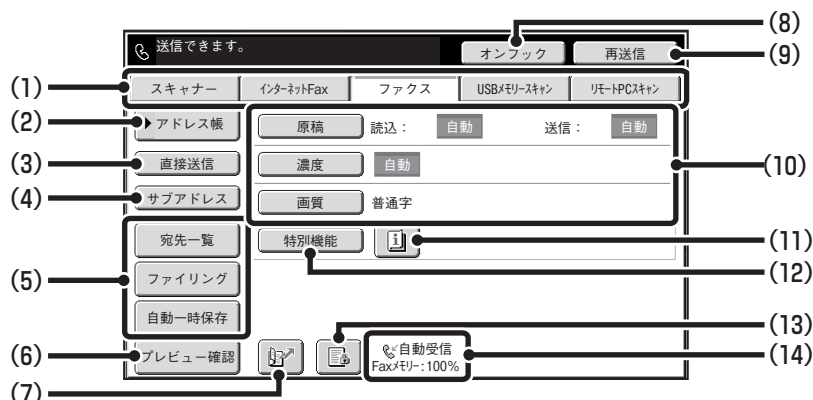 (8)
送信できます。 オンフック 再送信 (9)
(1) スキャナー インターネットFax ファクス USBメモリースキャン リモートPCスキャン
(2) アドレス帳 原稿 読込： 自動 送信： 自動
(3) 直接送信 濃度 自動 (10)
(4) サブアドレス 画質 普通字
宛先一覧 特別機能 (11)
(5) ファイリング (12)
自動一時保存 (13)
(6) プレビュー確認 自動受信 (14)
Faxメモリー：100%
(7)